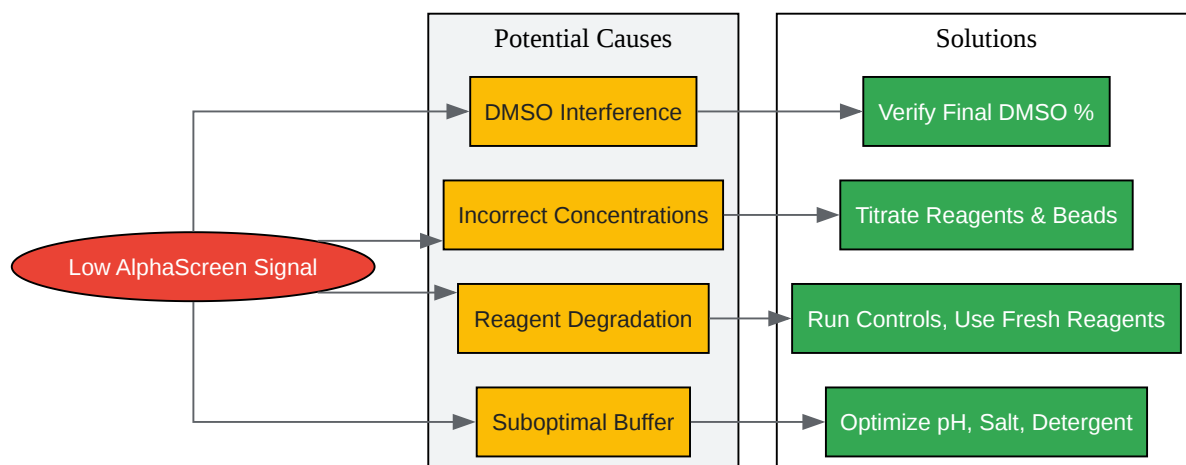 Potential Causes
Solutions
DMSO Interference
Verify Final DMSO %
Incorrect Concentrations
Titrate Reagents & Beads
Low AlphaScreen Signal
Reagent Degradation
Run Controls, Use Fresh Reagents
Suboptimal Buffer
Optimize pH, Salt, Detergent